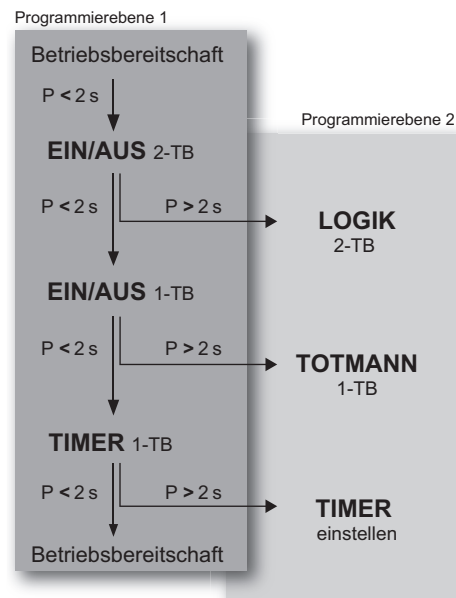 Programmierebene 1
Betriebsbereitschaft
P < 2 s
Programmierebene 2
EIN/AUS 2-TB
P < 2 s P > 2 s
LOGIK
2-TB
EIN/AUS 1-TB
P < 2 s P > 2 s
TOTMANN
1-TB
TIMER 1-TB
P < 2 s P > 2 s
TIMER
einstellen
Betriebsbereitschaft